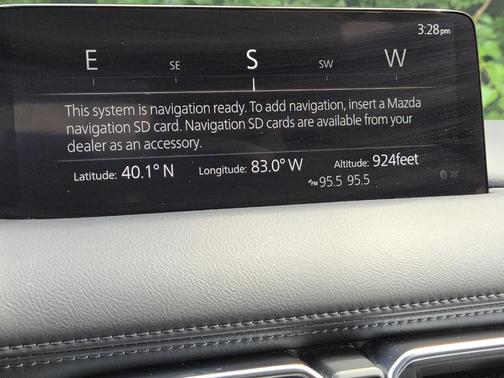 3:28pm
E SE S SW W
This system is navigation ready. To add navigation, insert a Mazda
navigation SD card. Navigation SD cards are available from your
dealer as an accessory.
Latitude: 40.1° N Longitude: 83.0° W Altitude: 924feet
FM 95.5 95.5